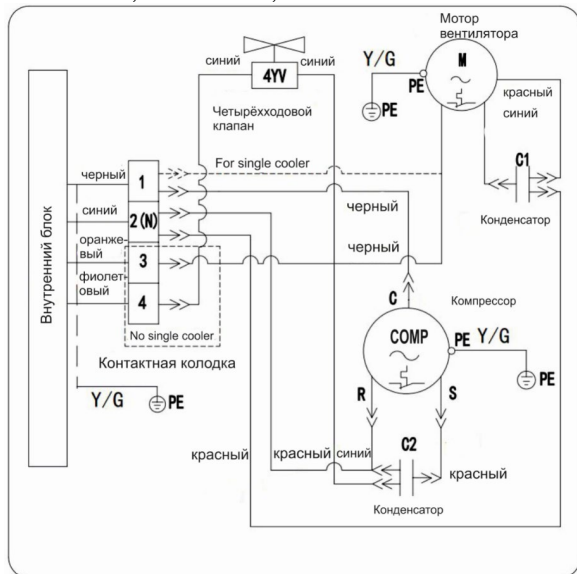 Мотор
вентилятора
Y/G
M
PE
PE
синий
синий
4YV
Четырёхходовой
клапан
красный
синий
C1
Конденсатор
For single cooler
черный
1
синий
2(N)
оранже-
вый
3
фиолет-
овый
4
No single cooler
Контактная колодка
Внутренний блок
Y/G
PE
черный
черный
C
Компрессор
COMP
PE
Y/G
PE
R
S
C2
красный
красный
синий
красный
Конденсатор